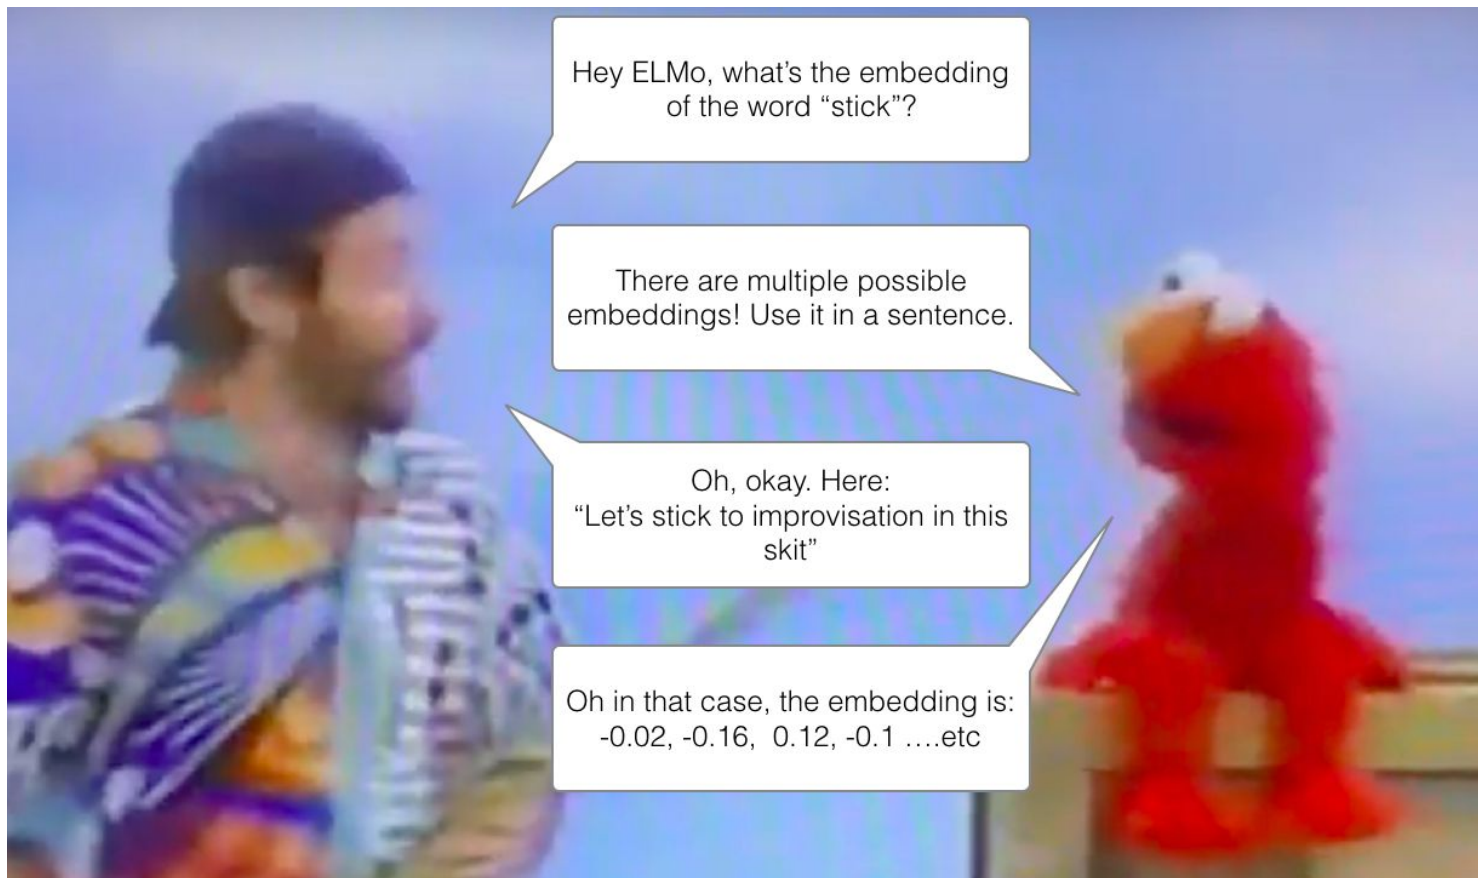 Hey ELMo, what’s the embedding
of the word “stick”?
There are multiple possible
embeddings! Use it in a sentence.
Oh, okay. Here:
“Let’s stick to improvisation in this
skit”
Oh in that case, the embedding is:
-0.02, -0.16,  0.12, -0.1 ....etc